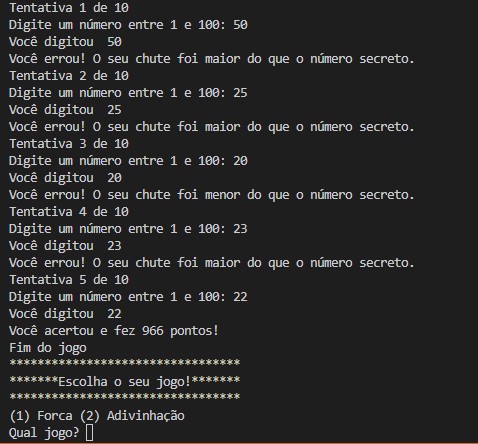 Tentativa 1 de 10
Digite um número entre 1 e 100: 50
Você digitou  50
Você errou! O seu chute foi maior do que o número secreto.
Tentativa 2 de 10
Digite um número entre 1 e 100: 25
Você digitou  25
Você errou! O seu chute foi maior do que o número secreto.
Tentativa 3 de 10
Digite um número entre 1 e 100: 20
Você digitou  20
Você errou! O seu chute foi menor do que o número secreto.
Tentativa 4 de 10
Digite um número entre 1 e 100: 23
Você digitou  23
Você errou! O seu chute foi maior do que o número secreto.
Tentativa 5 de 10
Digite um número entre 1 e 100: 22
Você digitou  22
Você acertou e fez 966 pontos!
Fim do jogo
*********************************
*******Escolha o seu jogo!*******
*********************************
(1) Forca (2) Adivinhação
Qual jogo?